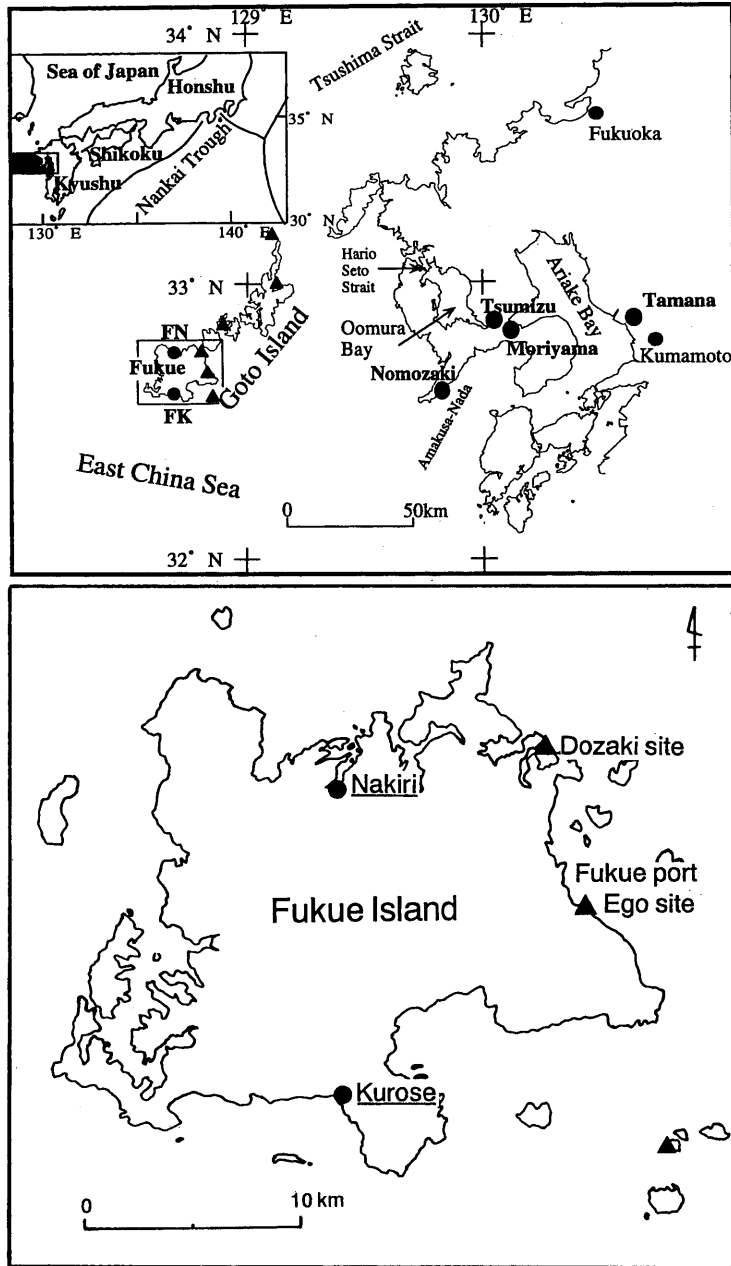 129° E
130° E
34° N
Sea of Japan
Honshu
35° N
Shikoku
Kyushu
Nankai Trough
30° N
130° E
140° E
Tsushima Strait
Fukuoka
33° N
Hario
Seto
Strait
Ariake Bay
Tsumizu
Tamana
Oomura
Bay
Moriyama
Kumamoto
FN
Fukue
FK
Goto Island
Nomozaki
Amakusa-Nada
East China Sea
0 50km
32° N
Dozaki site
Nakiri
Fukue port
Ego site
Fukue Island
Kurose
0 10 km